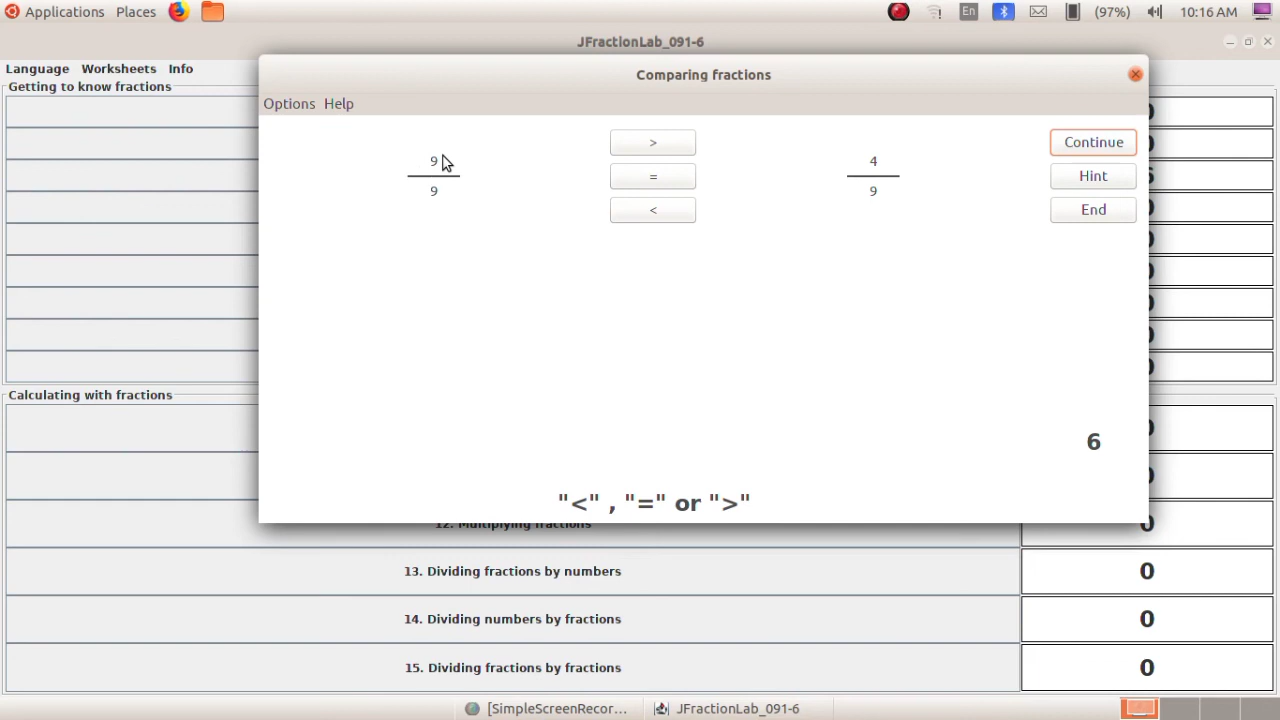 Applications Places En (97%) 10:16 AM
JFractionLab_091-6
Language Worksheets Info
Getting to know fractions
Comparing fractions
Options Help
9
9
>
=
<
4
9
Continue
Hint
End
6
"<" , "=" or ">"
Calculating with fractions
12. Multiplying fractions
0
13. Dividing fractions by numbers
0
14. Dividing numbers by fractions
0
15. Dividing fractions by fractions
0
[SimpleScreenRecor... JFractionLab_091-6